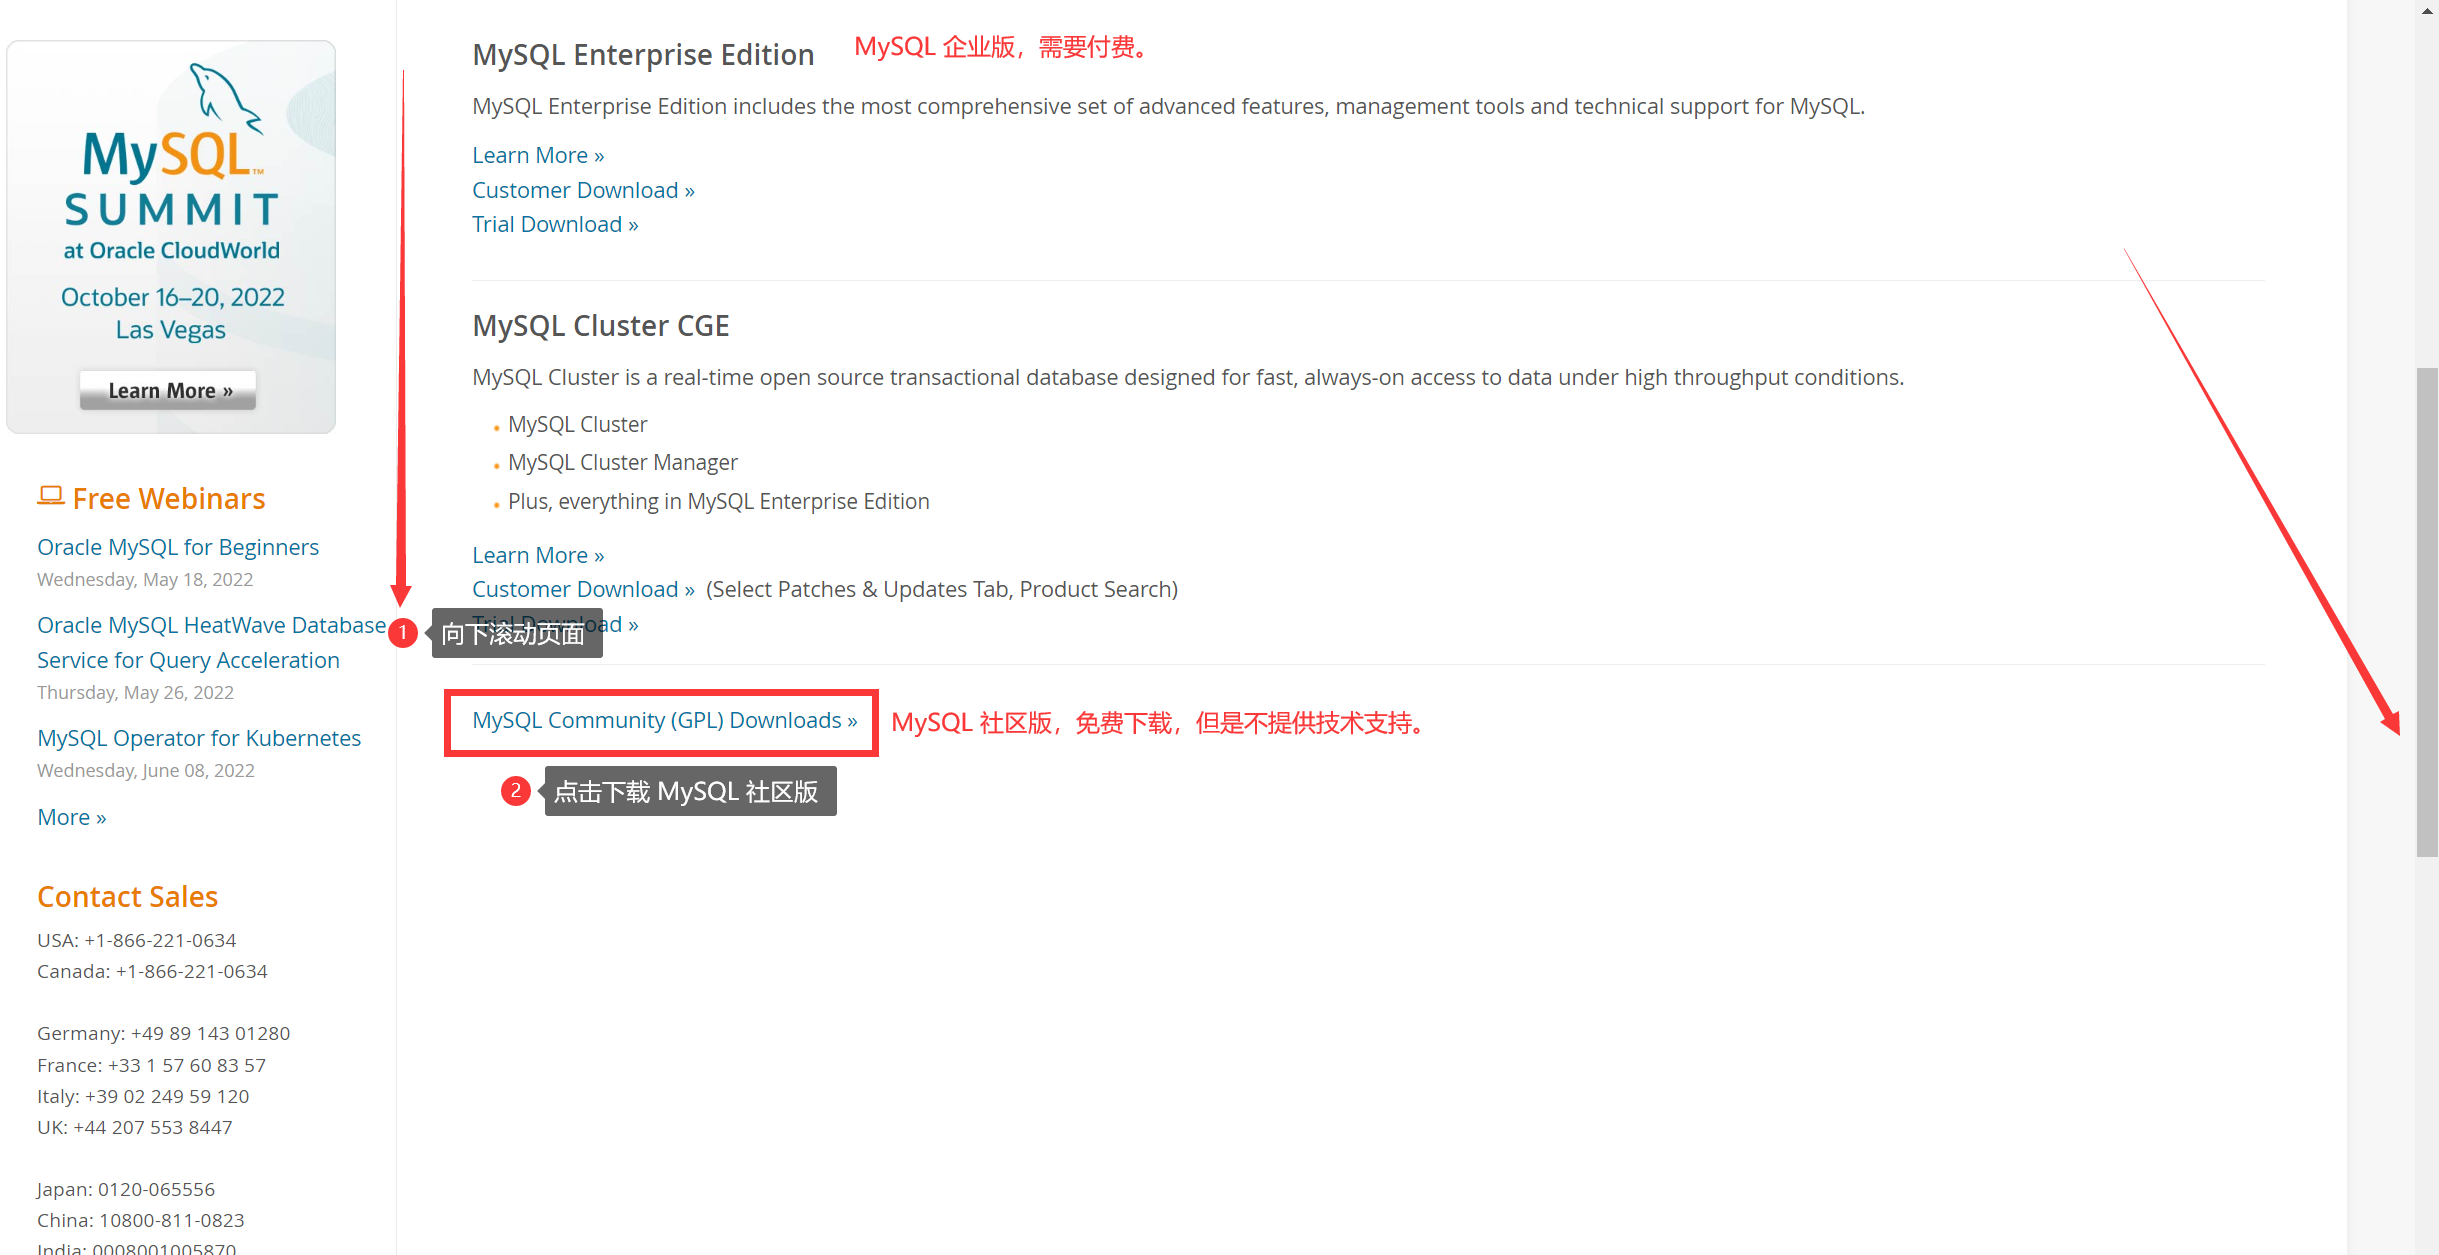 MySQL™
SUMMIT
at Oracle CloudWorld
October 16–20, 2022
Las Vegas
Learn More »
Free Webinars
Oracle MySQL for Beginners
Wednesday, May 18, 2022
Oracle MySQL HeatWave Database
Service for Query Acceleration
Thursday, May 26, 2022
MySQL Operator for Kubernetes
Wednesday, June 08, 2022
More »
Contact Sales
USA: +1-866-221-0634
Canada: +1-866-221-0634
Germany: +49 89 143 01280
France: +33 1 57 60 83 57
Italy: +39 02 249 59 120
UK: +44 207 553 8447
Japan: 0120-065556
China: 10800-811-0823
India: 0008001005870
MySQL Enterprise Edition
MySQL 企业版，需要付费。
MySQL Enterprise Edition includes the most comprehensive set of advanced features, management tools and technical support for MySQL.
Learn More »
Customer Download »
Trial Download »
MySQL Cluster CGE
MySQL Cluster is a real-time open source transactional database designed for fast, always-on access to data under high throughput conditions.
MySQL Cluster
MySQL Cluster Manager
Plus, everything in MySQL Enterprise Edition
Learn More »
Customer Download » (Select Patches & Updates Tab, Product Search)
Trial Download »
1 向下滚动页面
MySQL Community (GPL) Downloads »
MySQL 社区版，免费下载，但是不提供技术支持。
2 点击下载 MySQL 社区版